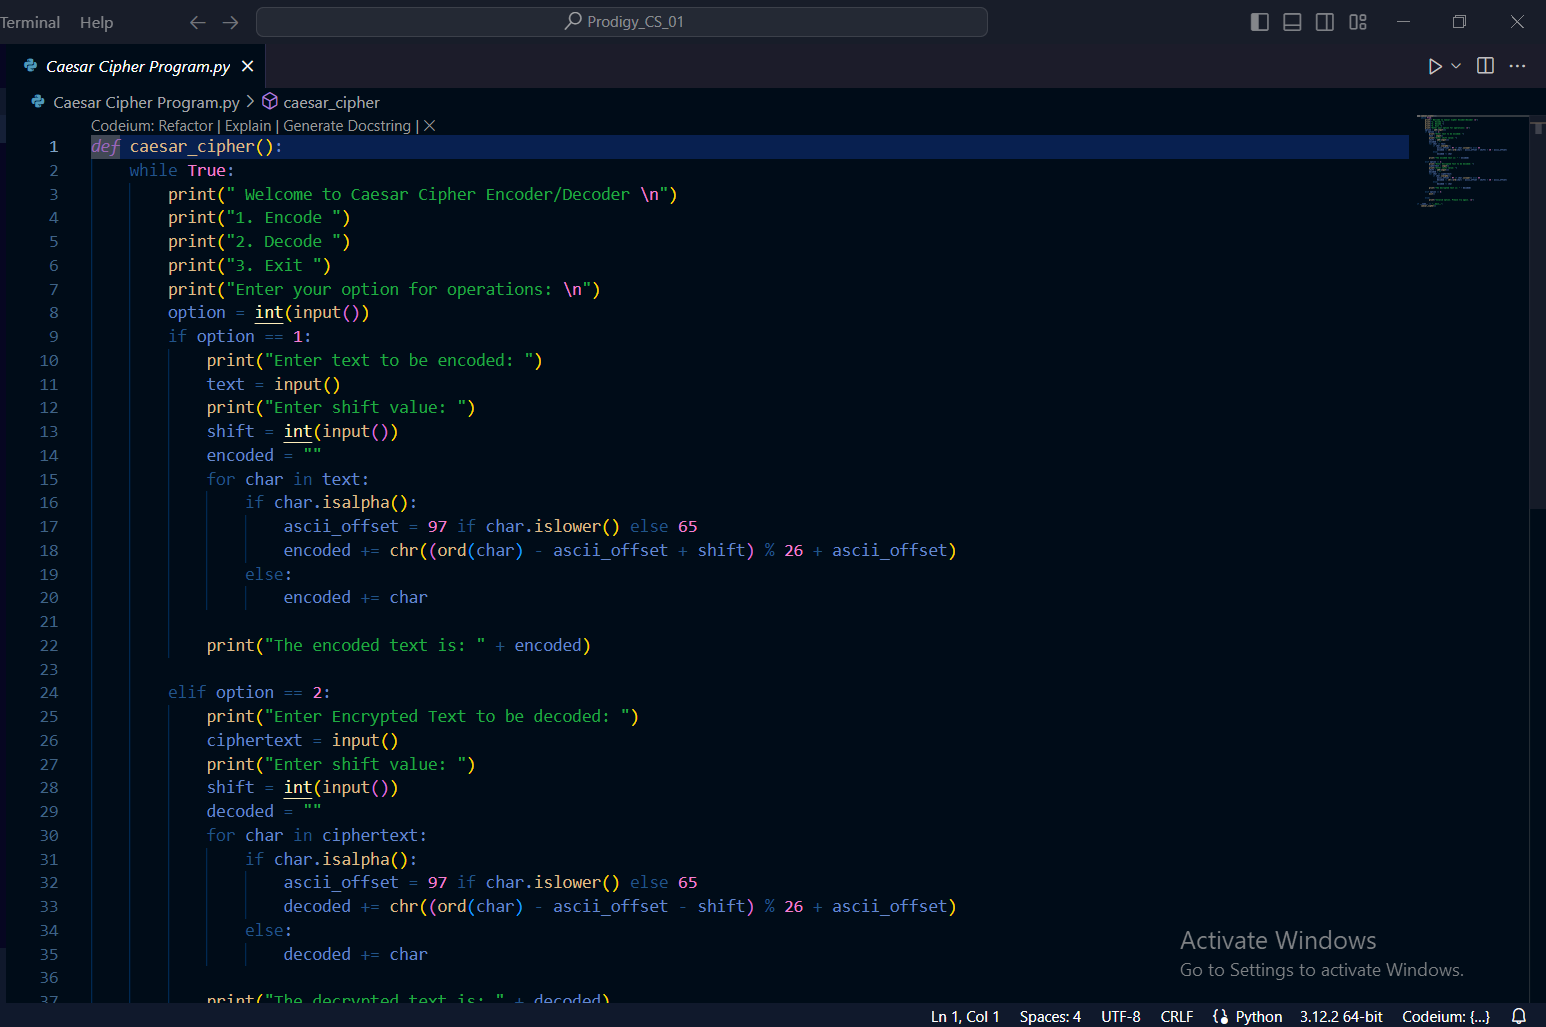 Terminal Help Prodigy_CS_01
Caesar Cipher Program.py
Caesar Cipher Program.py > caesar_cipher
Codeium: Refactor | Explain | Generate Docstring | ×
1 def caesar_cipher():
2 while True:
3 print(" Welcome to Caesar Cipher Encoder/Decoder \n")
4 print("1. Encode ")
5 print("2. Decode ")
6 print("3. Exit ")
7 print("Enter your option for operations: \n")
8 option = int(input())
9 if option == 1:
10 print("Enter text to be encoded: ")
11 text = input()
12 print("Enter shift value: ")
13 shift = int(input())
14 encoded = ""
15 for char in text:
16 if char.isalpha():
17 ascii_offset = 97 if char.islower() else 65
18 encoded += chr((ord(char) - ascii_offset + shift) % 26 + ascii_offset)
19 else:
20 encoded += char
21
22 print("The encoded text is: " + encoded)
23
24 elif option == 2:
25 print("Enter Encrypted Text to be decoded: ")
26 ciphertext = input()
27 print("Enter shift value: ")
28 shift = int(input())
29 decoded = ""
30 for char in ciphertext:
31 if char.isalpha():
32 ascii_offset = 97 if char.islower() else 65
33 decoded += chr((ord(char) - ascii_offset - shift) % 26 + ascii_offset)
34 else:
35 decoded += char
36
37 print("The decrypted text is: " + decoded)
Activate Windows
Go to Settings to activate Windows.
Ln 1, Col 1 Spaces: 4 UTF-8 CRLF Python 3.12.2 64-bit Codeium: {...}